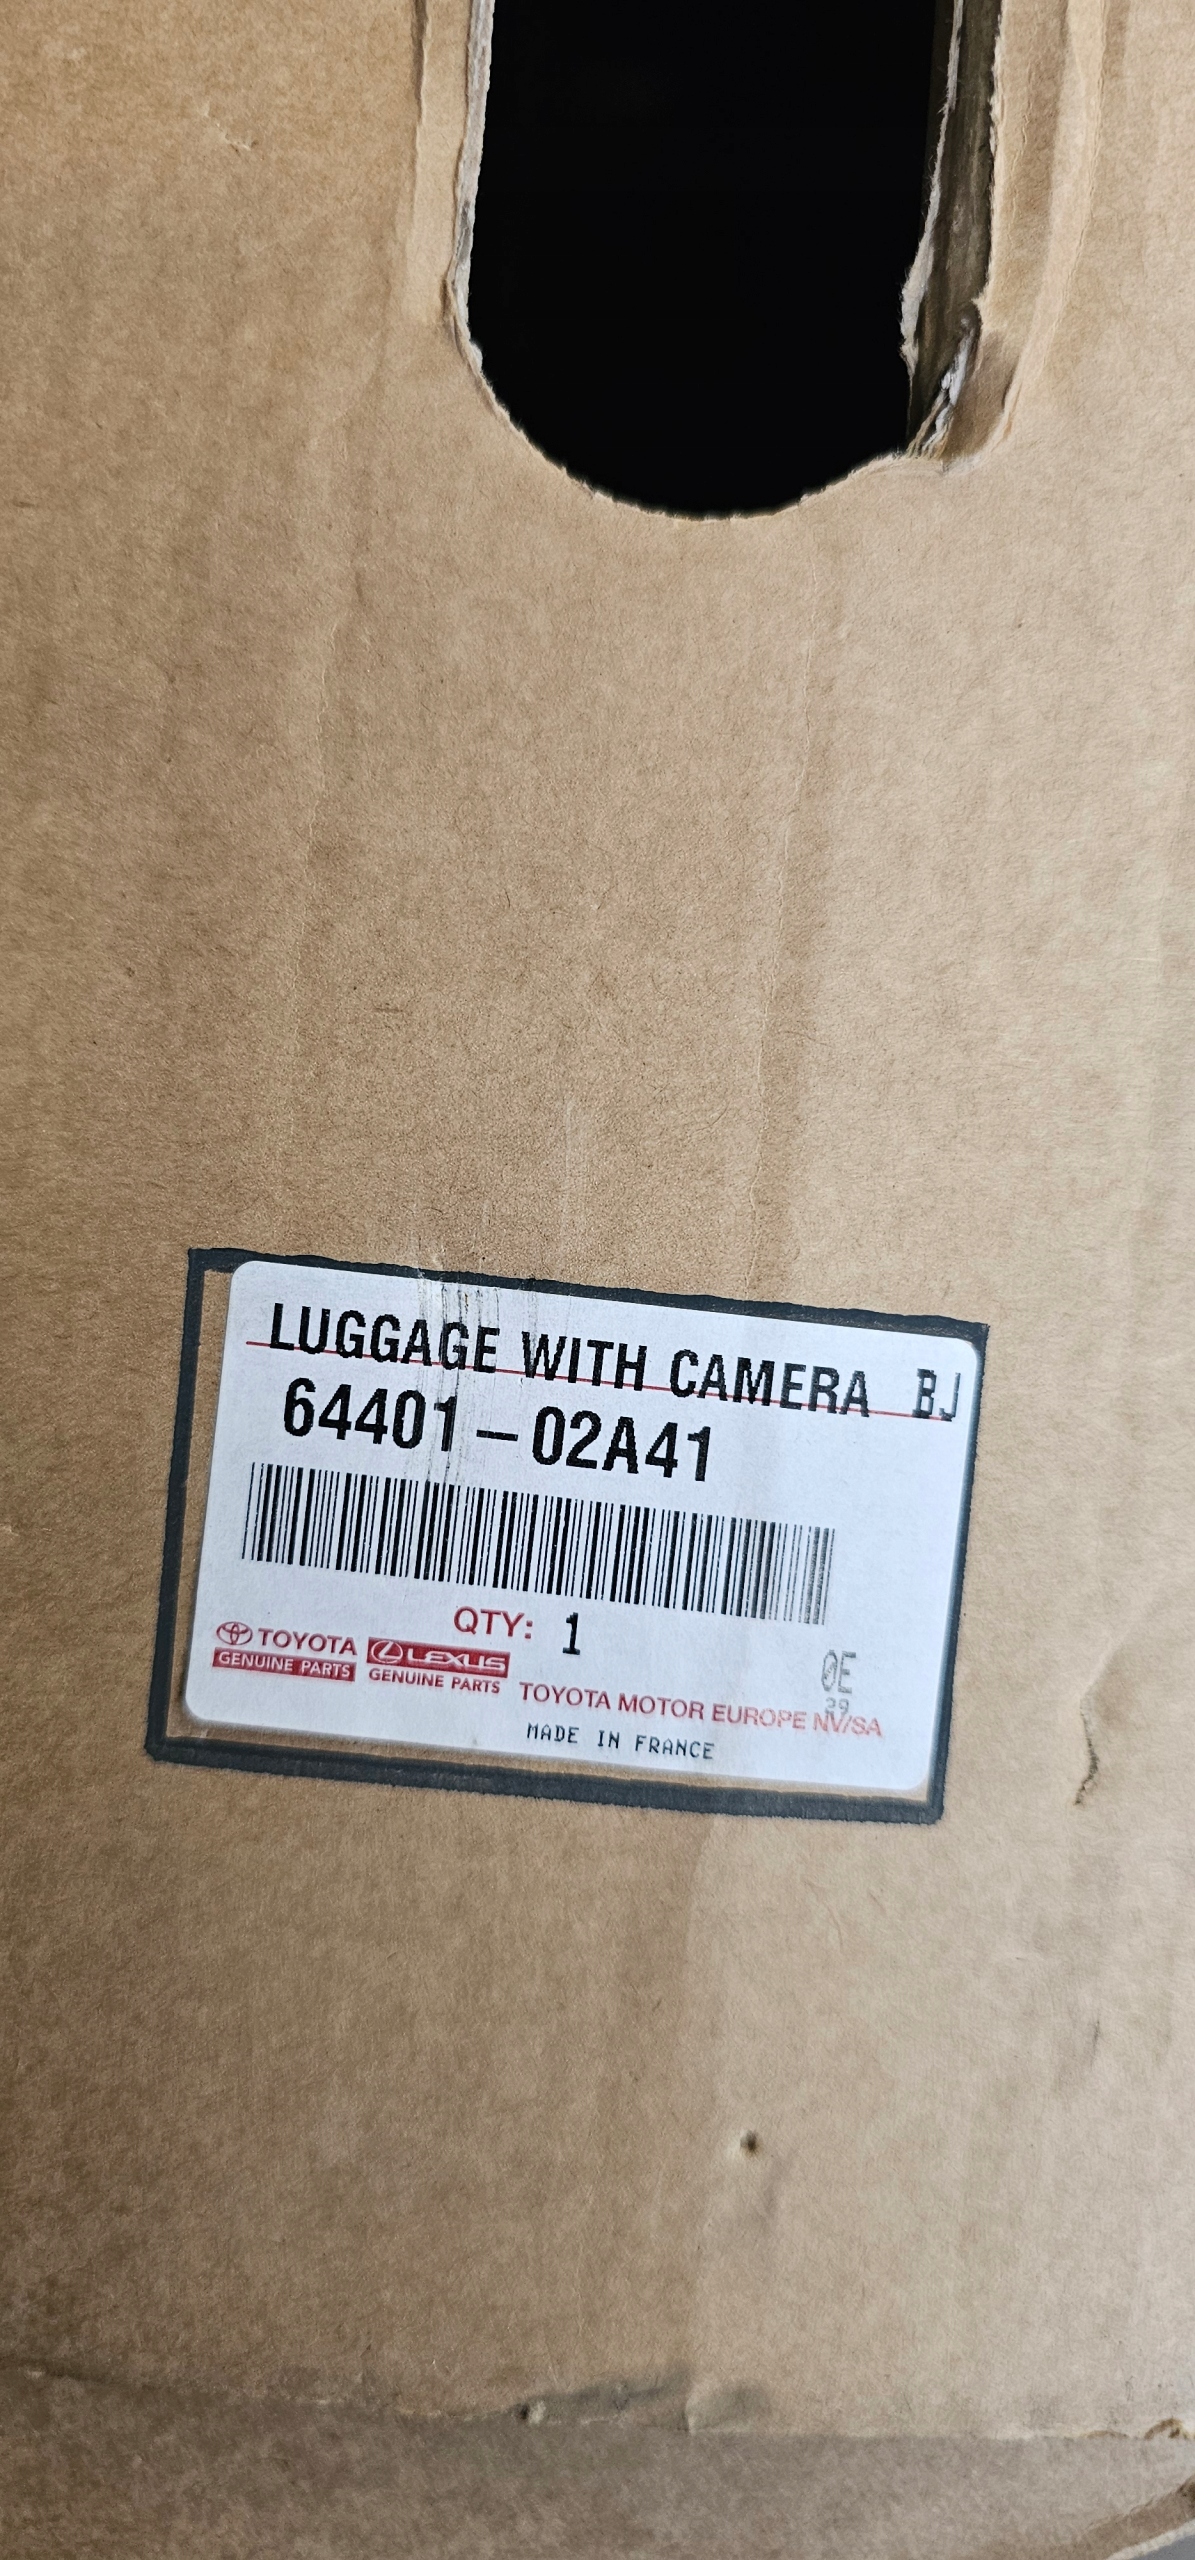 LUGGAGE WITH CAMERA BJ
64401-02A41
QTY: 1
TOYOTA
GENUINE PARTS
LEXUS
GENUINE PARTS
0E
39
TOYOTA MOTOR EUROPE NV/SA
MADE IN FRANCE